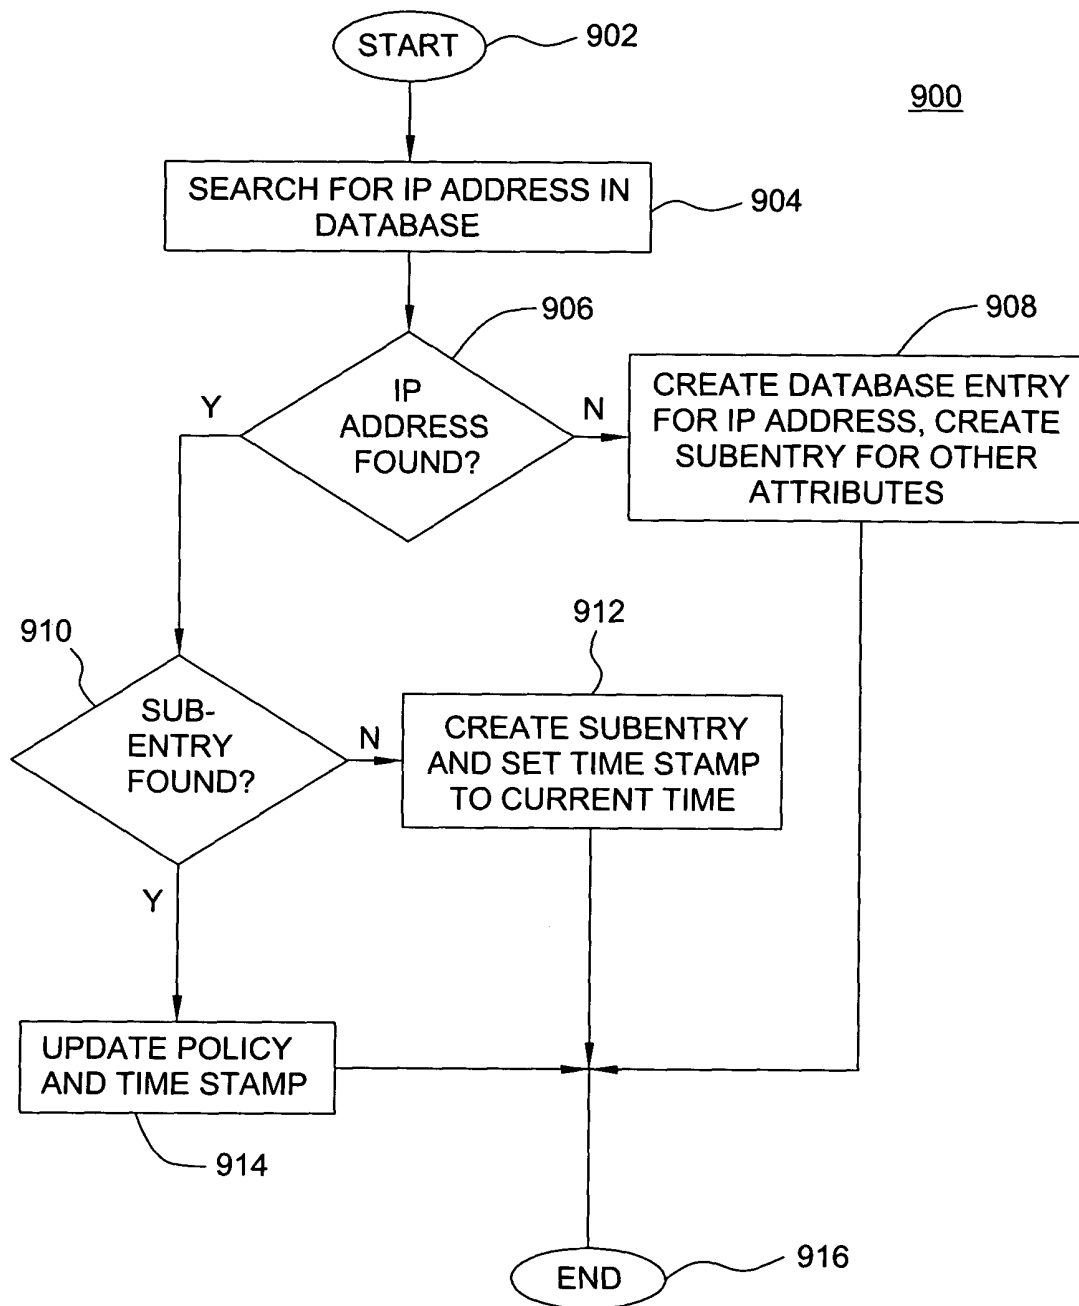 START
902
900
SEARCH FOR IP ADDRESS IN
DATABASE
904
906
908
IP
ADDRESS
FOUND?
Y
N
CREATE DATABASE ENTRY
FOR IP ADDRESS, CREATE
SUBENTRY FOR OTHER
ATTRIBUTES
910
912
SUB-
ENTRY
FOUND?
N
CREATE SUBENTRY
AND SET TIME STAMP
TO CURRENT TIME
Y
UPDATE POLICY
AND TIME STAMP
914
END
916